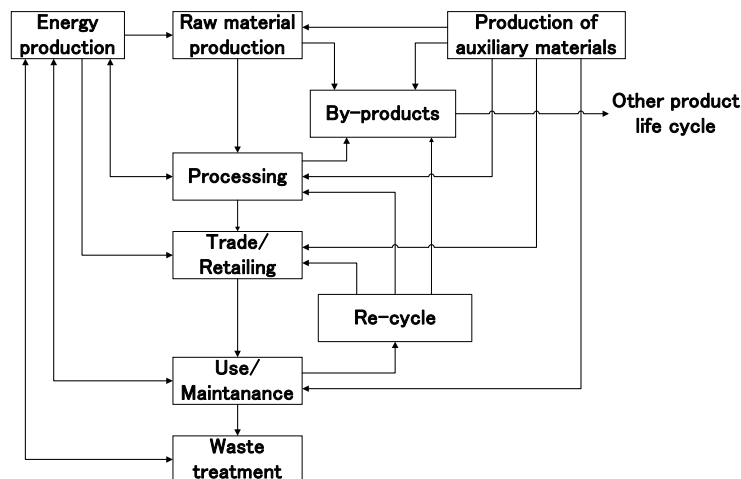 Energy
production
Raw material
production
Production of
auxiliary materials
By-products
Other product
life cycle
Processing
Trade/
Retailing
Re-cycle
Use/
Maintanance
Waste
treatment